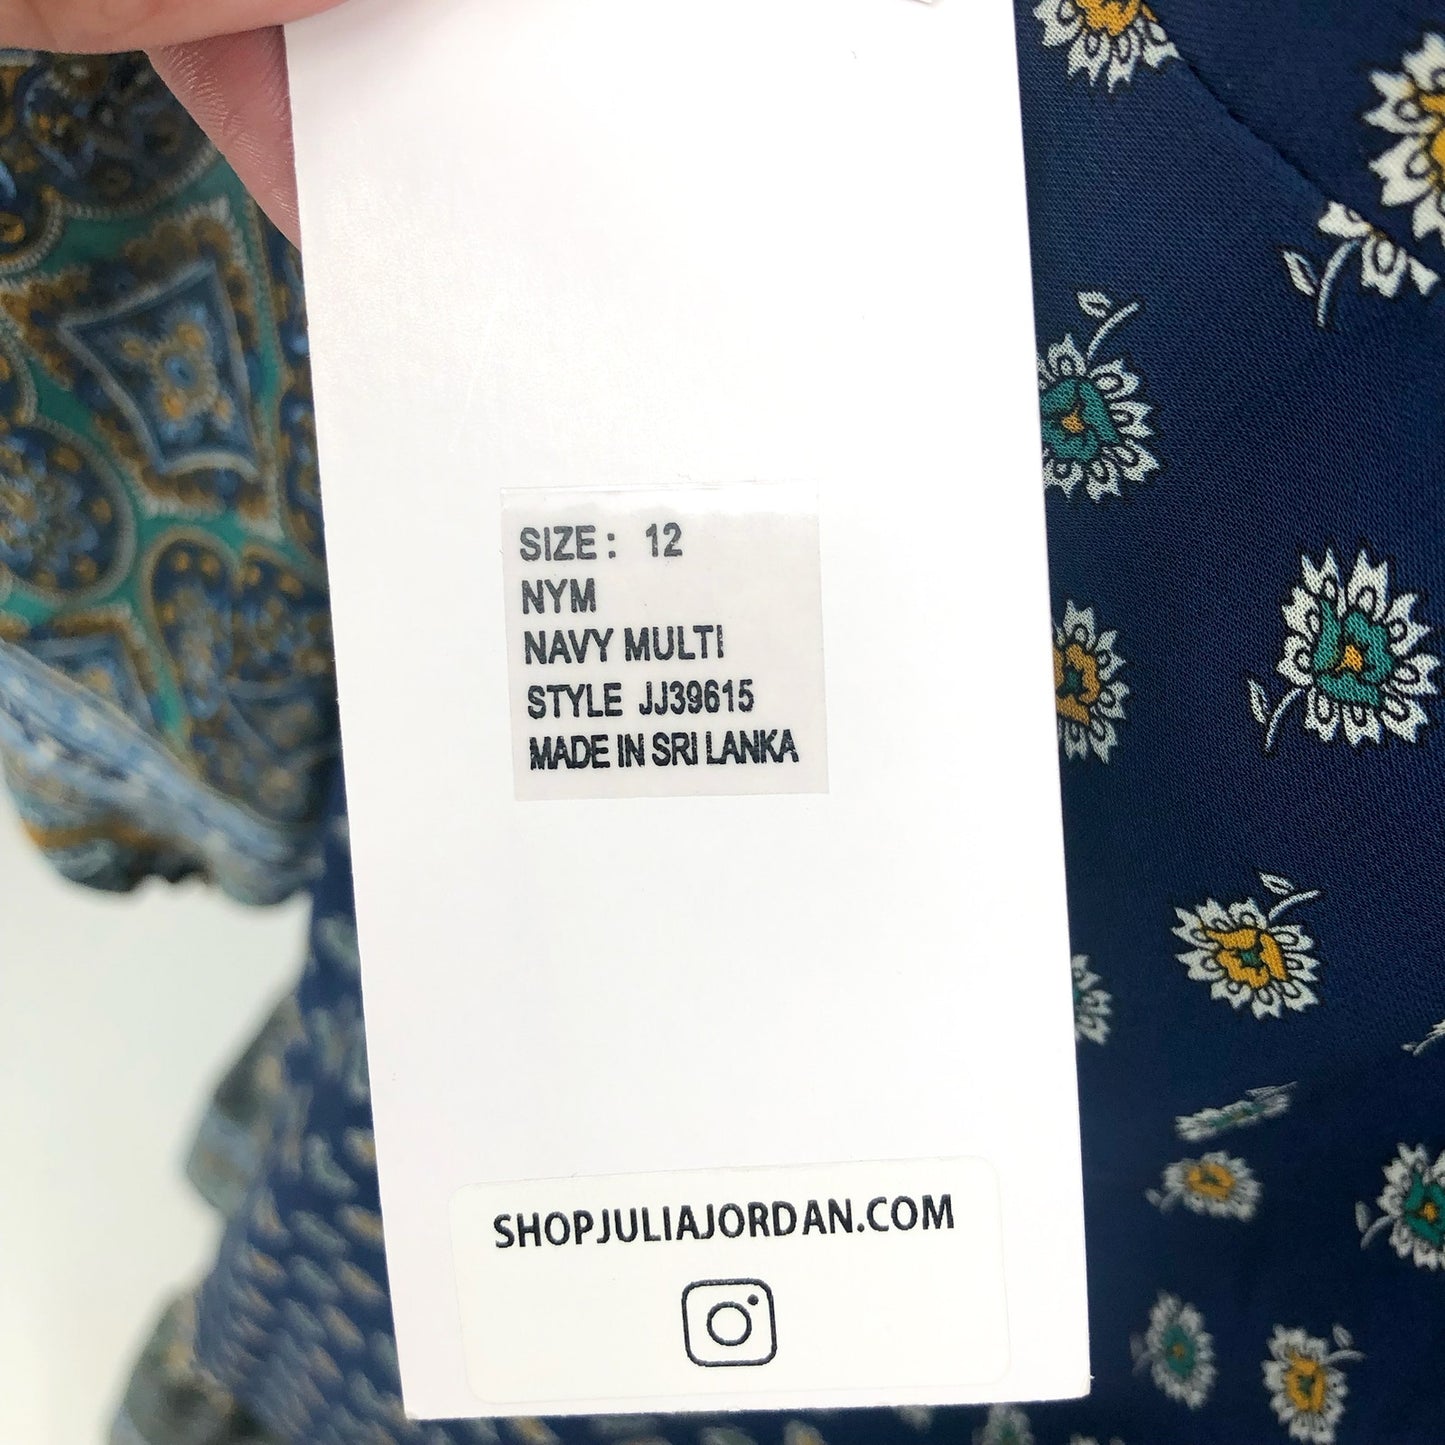 SIZE: 12
NYM
NAVY MULTI
STYLE JJ39615
MADE IN SRI LANKA
SHOPJULIAJORDAN.COM